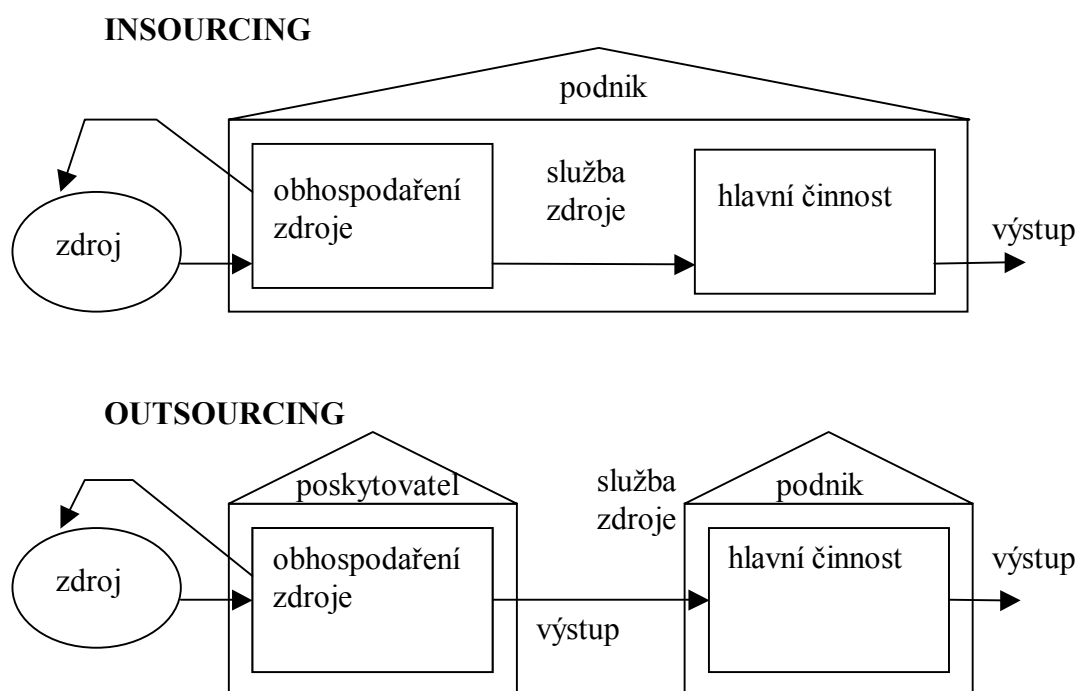 INSOURCING
podnik
obhospodaření
zdroje
služba
zdroje
hlavní činnost
zdroj
výstup
OUTSOURCING
poskytovatel
služba
zdroje
podnik
obhospodaření
zdroje
hlavní činnost
zdroj
výstup
výstup